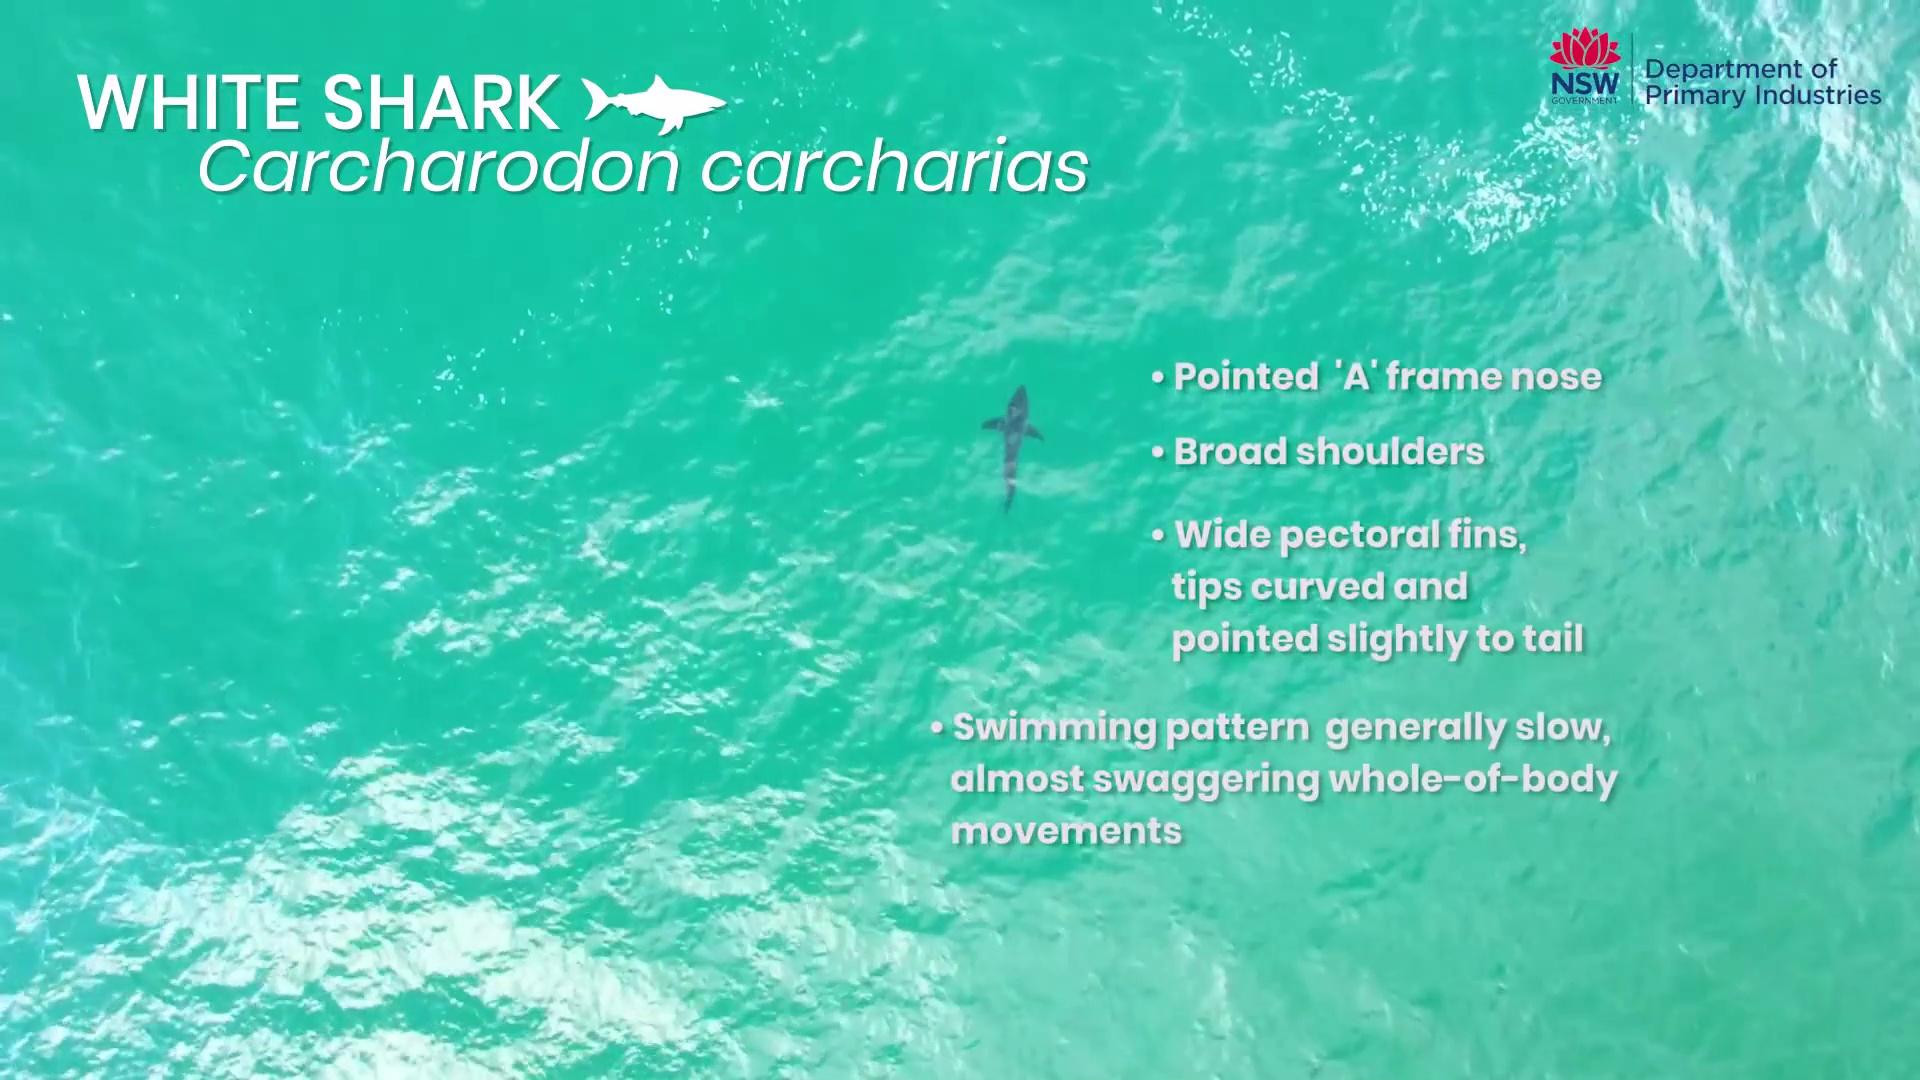 WHITE SHARK
Carcharodon carcharias
NSW
GOVERNMENT
Department of
Primary Industries
• Pointed 'A' frame nose
• Broad shoulders
• Wide pectoral fins,
tips curved and
pointed slightly to tail
• Swimming pattern generally slow,
almost swaggering whole-of-body
movements